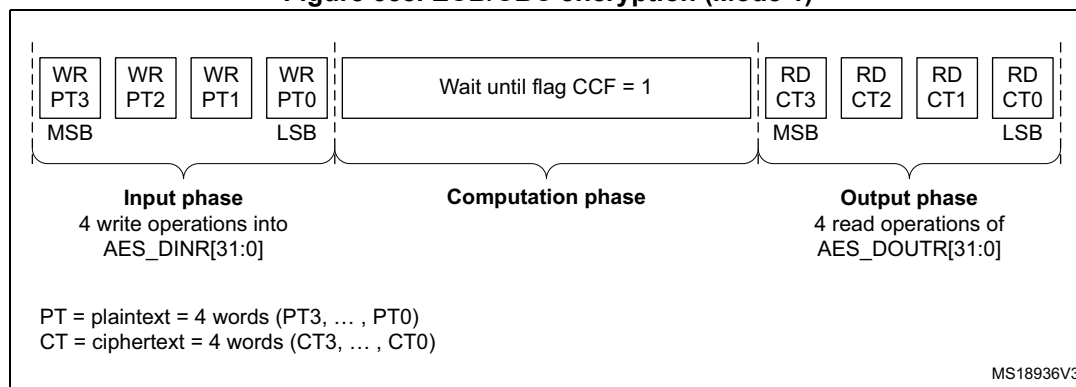 WR WR WR WR Wait until flag CCF = 1 RD RD RD RD
PT3 PT2 PT1 PT0 CT3 CT2 CT1 CT0
MSB LSB MSB LSB
Input phase Computation phase Output phase
4 write operations into 4 read operations of
AES_DINR[31:0] AES_DOUTR[31:0]
PT = plaintext = 4 words (PT3, … , PT0)
CT = ciphertext = 4 words (CT3, … , CT0)
MS18936V3